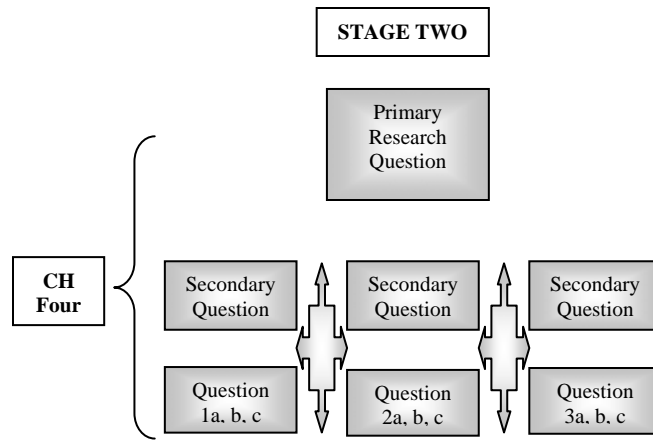 STAGE TWO
Primary
Research
Question
CH
Four
Secondary
Question
Secondary
Question
Secondary
Question
Question
1a, b, c
Question
2a, b, c
Question
3a, b, c